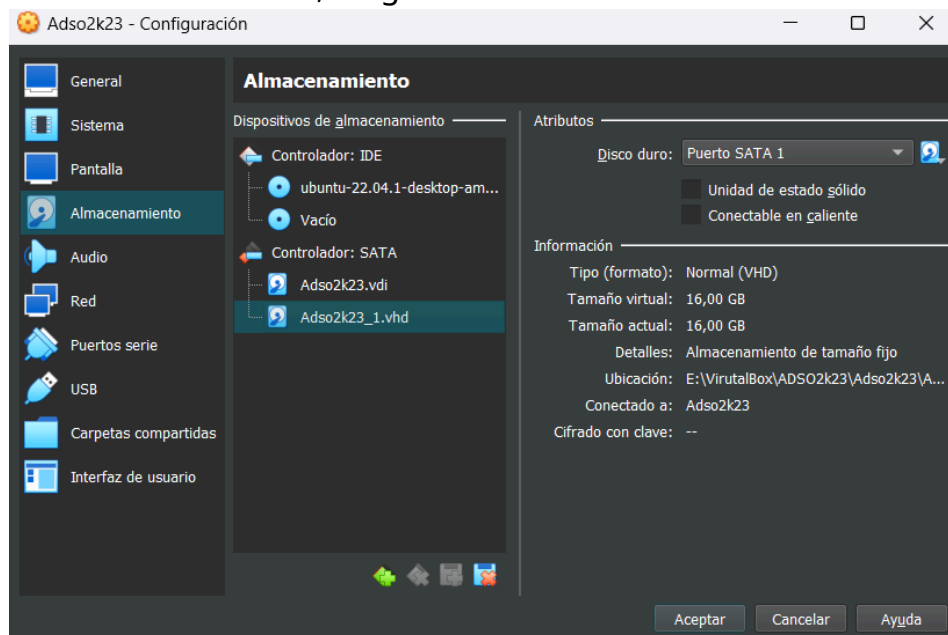 Adso2k23 - Configuración
General
Sistema
Pantalla
Almacenamiento
Audio
Red
Puertos serie
USB
Carpetas compartidas
Interfaz de usuario
Almacenamiento
Dispositivos de almacenamiento
Controlador: IDE
ubuntu-22.04.1-desktop-am...
Vacío
Controlador: SATA
Adso2k23.vdi
Adso2k23_1.vhd
Atributos
Disco duro: Puerto SATA 1
Unidad de estado sólido
Conectable en caliente
Información
Tipo (formato): Normal (VHD)
Tamaño virtual: 16,00 GB
Tamaño actual: 16,00 GB
Detalles: Almacenamiento de tamaño fijo
Ubicación: E:\VirutalBox\ADSO2k23\Adso2k23\A...
Conectado a: Adso2k23
Cifrado con clave: --
Aceptar Cancelar Ayuda